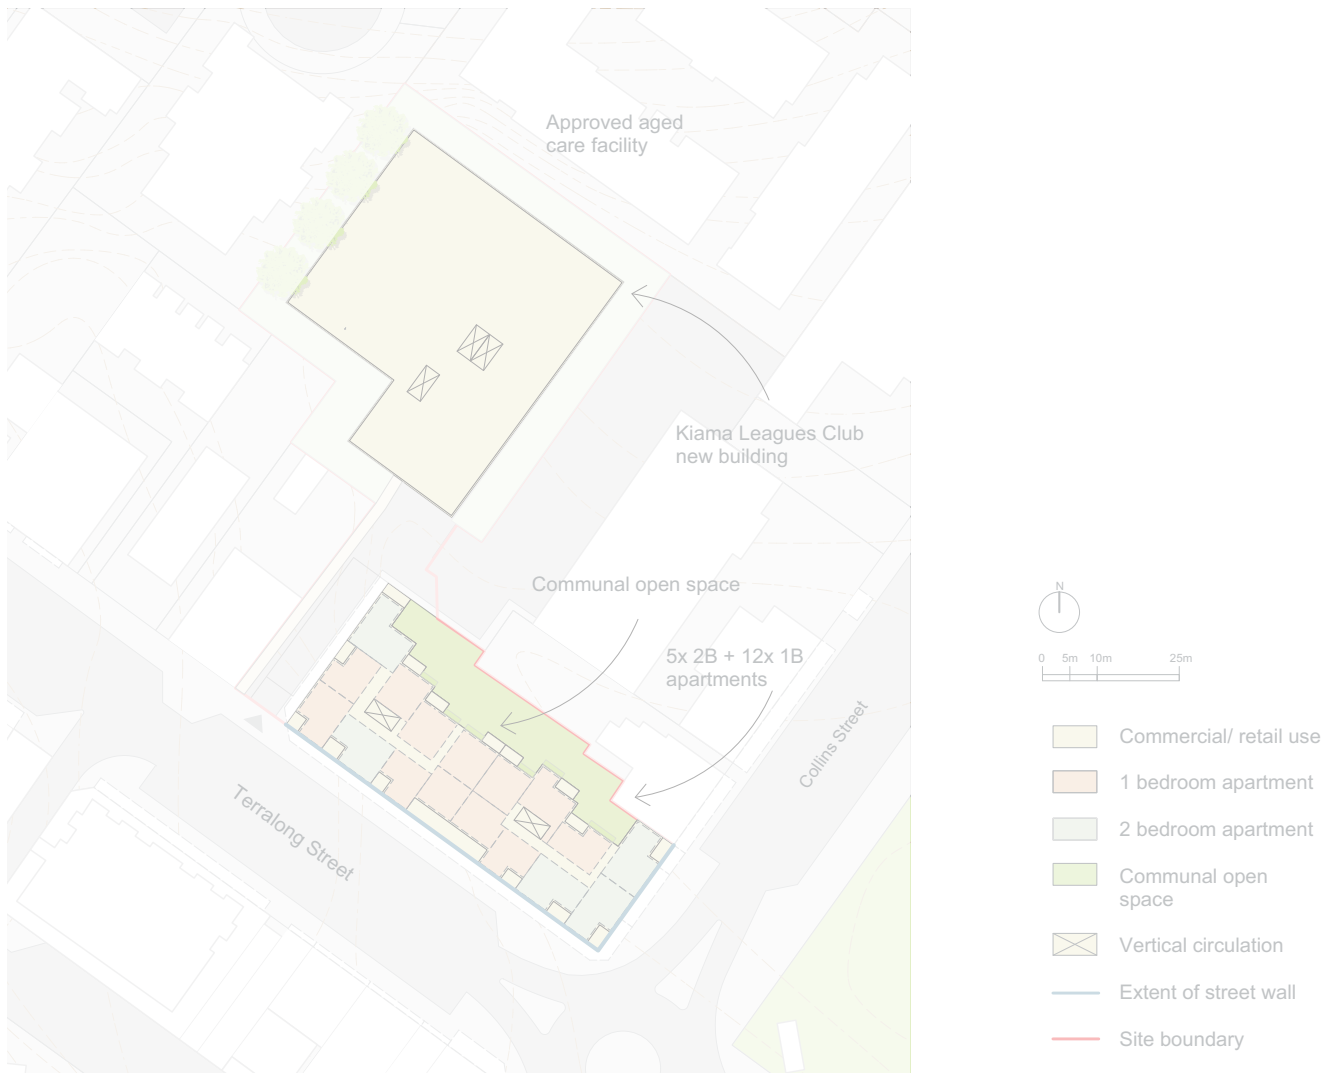 Approved aged
care facility
Kiama Leagues Club
new building
Communal open space
5x 2B + 12x 1B
apartments
Collins Street
Terralong Street
N
0 5m 10m 25m
Commercial/ retail use
1 bedroom apartment
2 bedroom apartment
Communal open
space
Vertical circulation
Extent of street wall
Site boundary